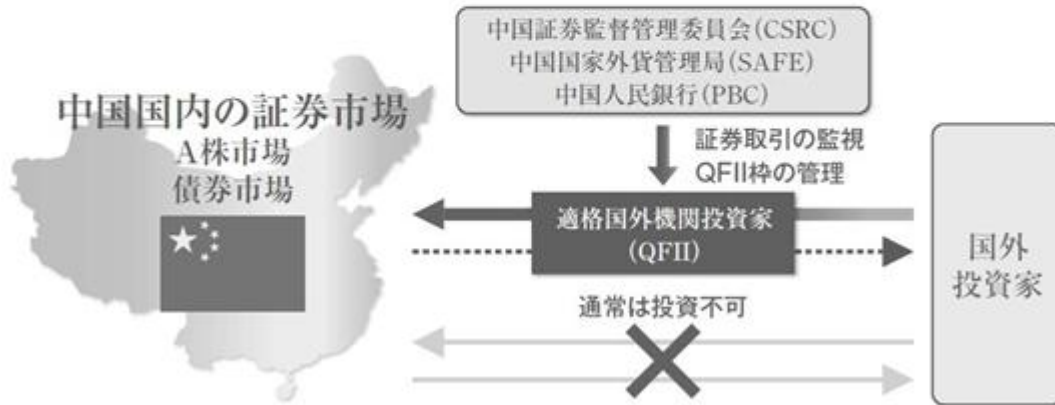 中国証券監督管理委員会(CSRC)
中国国家外貨管理局(SAFE)
中国人民銀行(PBC)
中国国内の証券市場
A株市場
債券市場
証券取引の監視
QFII枠の管理
適格国外機関投資家
(QFII)
国外
投資家
通常は投資不可